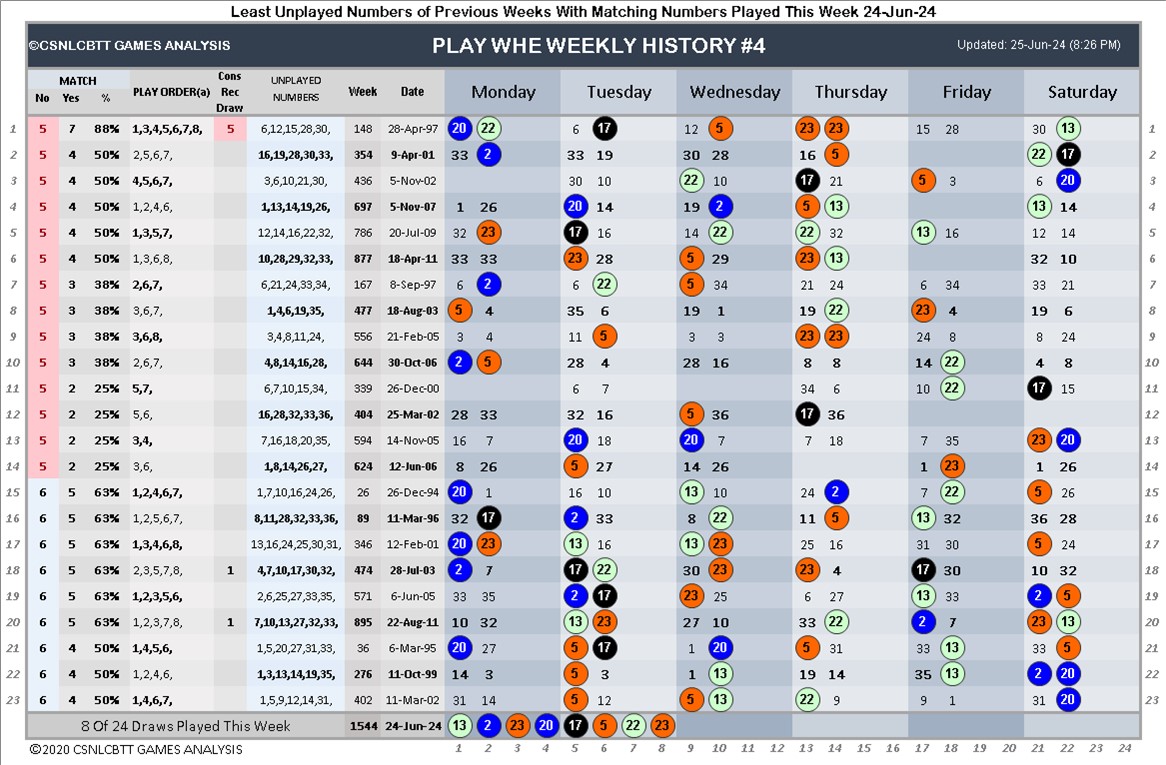 Least Unplayed Numbers of Previous Weeks With Matching Numbers Played This Week 24-Jun-24
©CSNLCBTT GAMES ANALYSIS PLAY WHE WEEKLY HISTORY #4 Updated: 25-Jun-24 (8:26 PM)
MATCH PLAY ORDER(a) Cons Rec Draw UNPLAYED NUMBERS Week Date Monday Tuesday Wednesday Thursday Friday Saturday
No Yes %
1 5 7 88% 1,3,4,5,6,7,8, 5 6,12,15,28,30, 148 28-Apr-97 20 22 6 17 12 5 23 23 15 28 30 13 1
2 5 4 50% 2,5,6,7, 16,19,28,30,33, 354 9-Apr-01 33 2 33 19 30 28 16 5 22 17 2
3 5 4 50% 4,5,6,7, 3,6,10,21,30, 436 5-Nov-02 30 10 22 10 17 21 5 3 6 20 3
4 5 4 50% 1,2,4,6, 1,13,14,19,26, 697 5-Nov-07 1 26 20 14 19 2 5 13 13 14 4
5 5 4 50% 1,3,5,7, 12,14,16,22,32, 786 20-Jul-09 32 23 17 16 14 22 22 32 13 16 12 14 5
6 5 4 50% 1,3,6,8, 10,28,29,32,33, 877 18-Apr-11 33 33 23 28 5 29 23 13 32 10 6
7 5 3 38% 2,6,7, 6,21,24,33,34, 167 8-Sep-97 6 2 6 22 5 34 21 24 6 34 33 21 7
8 5 3 38% 3,6,7, 1,4,6,19,35, 477 18-Aug-03 5 4 35 6 19 1 19 22 23 4 19 6 8
9 5 3 38% 3,6,8, 3,4,8,11,24, 556 21-Feb-05 3 4 11 5 3 3 23 23 24 8 8 24 9
10 5 3 38% 2,6,7, 4,8,14,16,28, 644 30-Oct-06 2 5 28 4 28 16 8 8 14 22 4 8 10
11 5 2 25% 5,7, 6,7,10,15,34, 339 26-Dec-00 6 7 34 6 10 22 17 15 11
12 5 2 25% 5,6, 16,28,32,33,36, 404 25-Mar-02 28 33 32 16 5 36 17 36 12
13 5 2 25% 3,4, 7,16,18,20,35, 594 14-Nov-05 16 7 20 18 20 7 7 18 7 35 23 20 13
14 5 2 25% 3,6, 1,8,14,26,27, 624 12-Jun-06 8 26 5 27 14 26 1 23 1 26 14
15 6 5 63% 1,2,4,6,7, 1,7,10,16,24,26, 26 26-Dec-94 20 1 16 10 13 10 24 2 7 22 5 26 15
16 6 5 63% 1,2,5,6,7, 8,11,28,32,33,36, 89 11-Mar-96 32 17 2 33 8 22 11 5 13 32 36 28 16
17 6 5 63% 1,3,4,6,8, 13,16,24,25,30,31, 346 12-Feb-01 20 23 13 16 13 23 25 16 31 30 5 24 17
18 6 5 63% 2,3,5,7,8, 1 4,7,10,17,30,32, 474 28-Jul-03 2 7 17 22 30 23 23 4 17 30 10 32 18
19 6 5 63% 1,2,3,5,6, 2,6,25,27,33,35, 571 6-Jun-05 33 35 2 17 23 25 6 27 13 33 2 5 19
20 6 5 63% 1,2,3,7,8, 1 7,10,13,27,32,33, 895 22-Aug-11 10 32 13 23 27 10 33 22 2 7 23 13 20
21 6 4 50% 1,4,5,6, 1,5,20,27,31,33, 36 6-Mar-95 20 27 5 17 1 20 5 31 33 13 33 5 21
22 6 4 50% 1,2,4,6, 1,3,13,14,19,35, 276 11-Oct-99 14 3 5 3 1 13 19 14 35 13 2 20 22
23 6 4 50% 1,4,6,7, 1,5,9,12,14,31, 402 11-Mar-02 31 14 5 12 5 13 22 9 9 1 31 20 23
8 Of 24 Draws Played This Week 1544 24-Jun-24 13 2 23 20 17 5 22 23
©2020 CSNLCBTT GAMES ANALYSIS 1 2 3 4 5 6 7 8 9 10 11 12 13 14 15 16 17 18 19 20 21 22 23 24